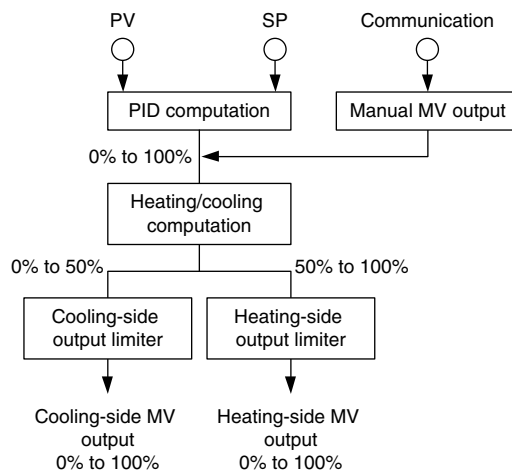 PV
SP
Communication
PID computation
Manual MV output
0% to 100%
Heating/cooling
computation
0% to 50%
50% to 100%
Cooling-side
output limiter
Heating-side
output limiter
Cooling-side MV
output
0% to 100%
Heating-side MV
output
0% to 100%